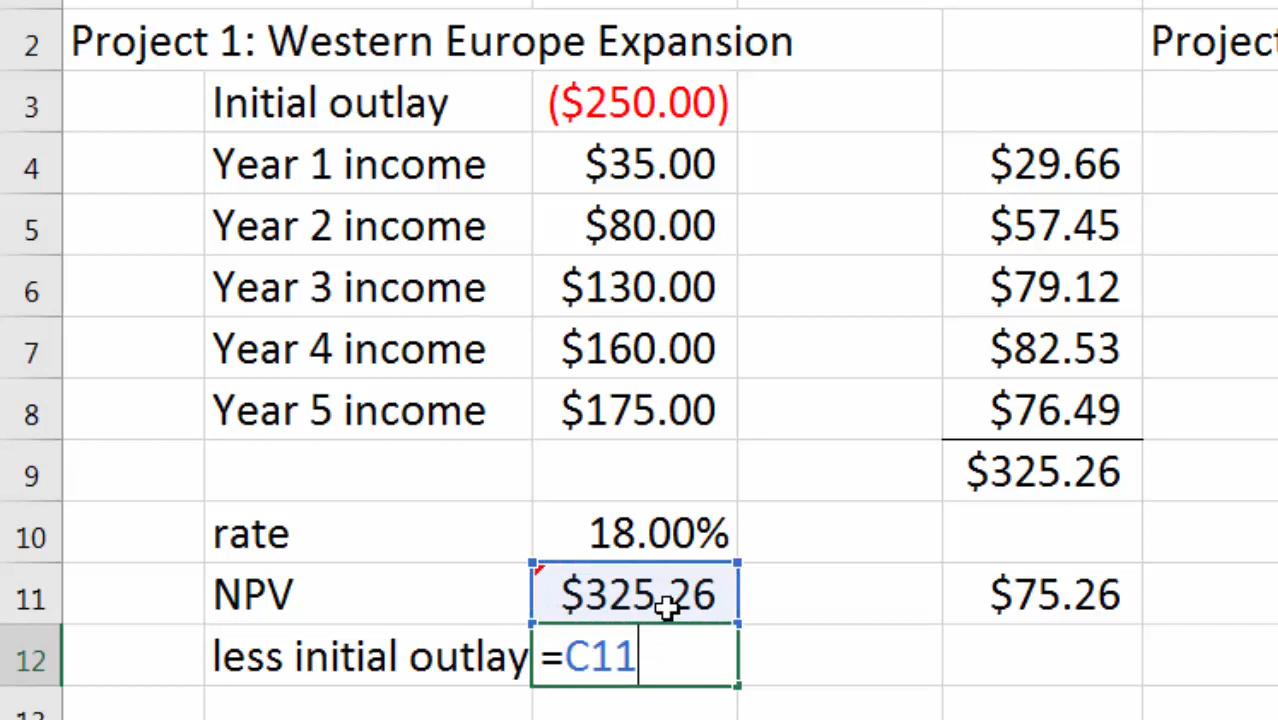 2 Project 1: Western Europe Expansion Project
3 Initial outlay ($250.00)
4 Year 1 income $35.00 $29.66
5 Year 2 income $80.00 $57.45
6 Year 3 income $130.00 $79.12
7 Year 4 income $160.00 $82.53
8 Year 5 income $175.00 $76.49
9 $325.26
10 rate 18.00%
11 NPV $325.26 $75.26
12 less initial outlay =C11
13